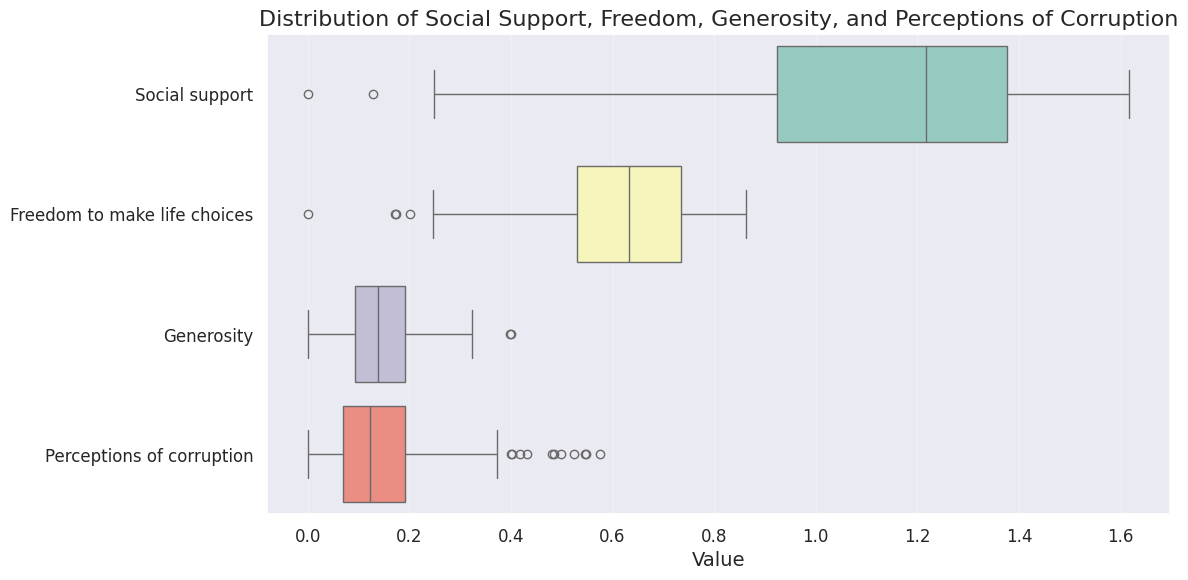 Distribution of Social Support, Freedom, Generosity, and Perceptions of Corruption
Social support
Freedom to make life choices
Generosity
Perceptions of corruption
0.0 0.2 0.4 0.6 0.8 1.0 1.2 1.4 1.6
Value